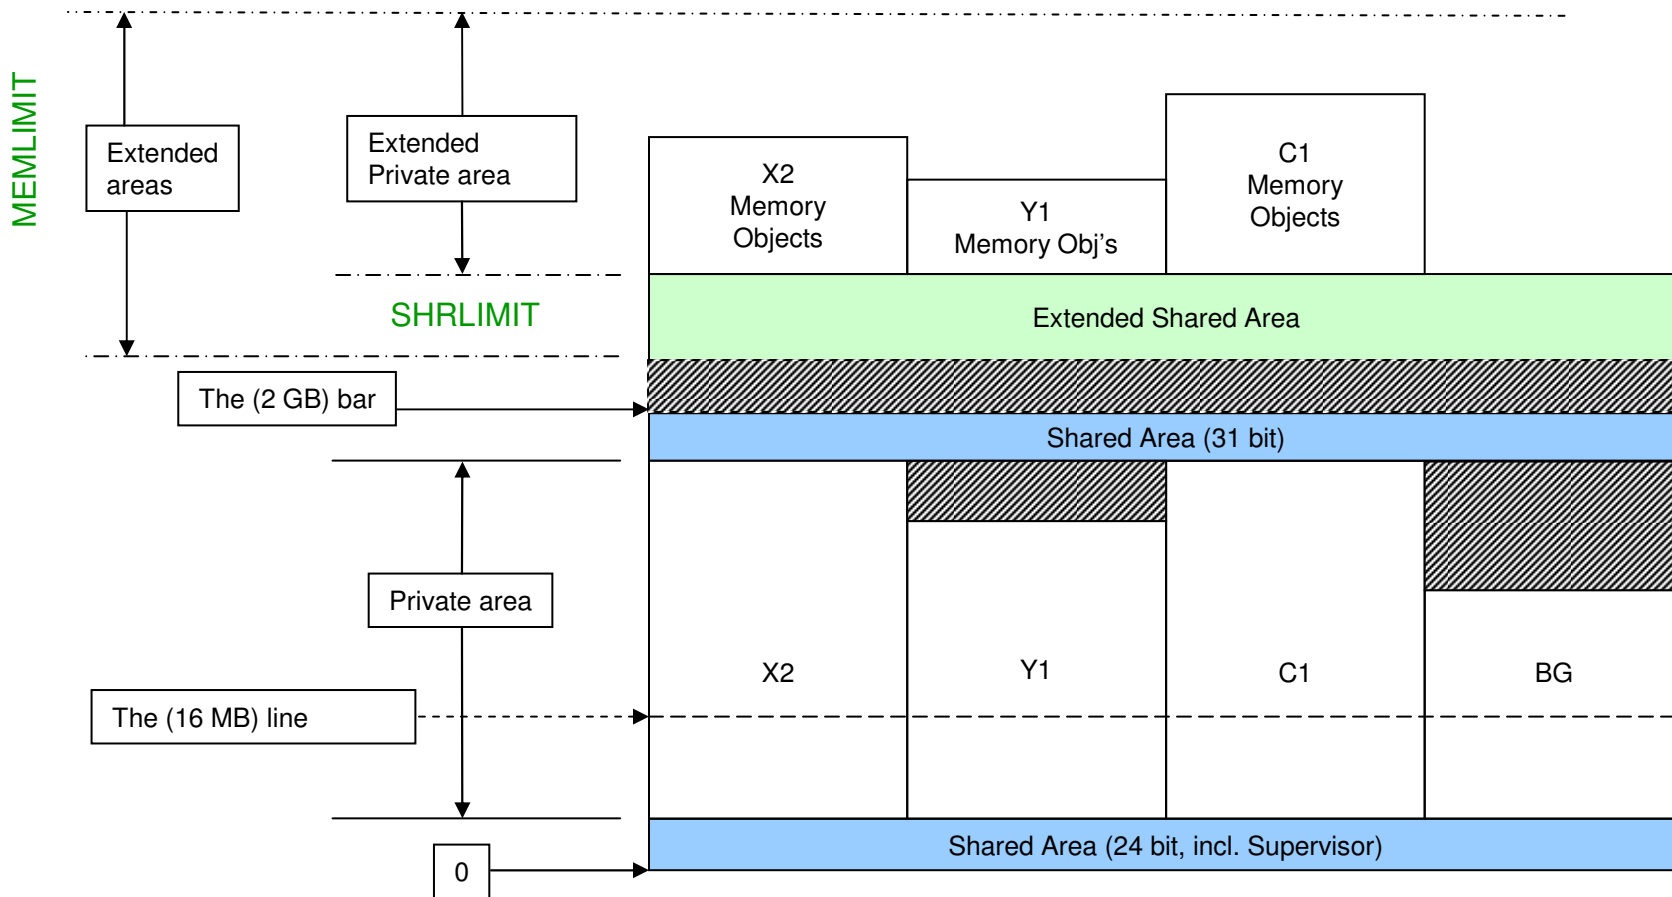 MEMLIMIT
Extended
areas
Extended
Private area
X2
Memory
Objects
Y1
Memory Obj's
C1
Memory
Objects
SHRLIMIT
Extended Shared Area
The (2 GB) bar
Shared Area (31 bit)
Private area
X2
Y1
C1
BG
The (16 MB) line
Shared Area (24 bit, incl. Supervisor)
0